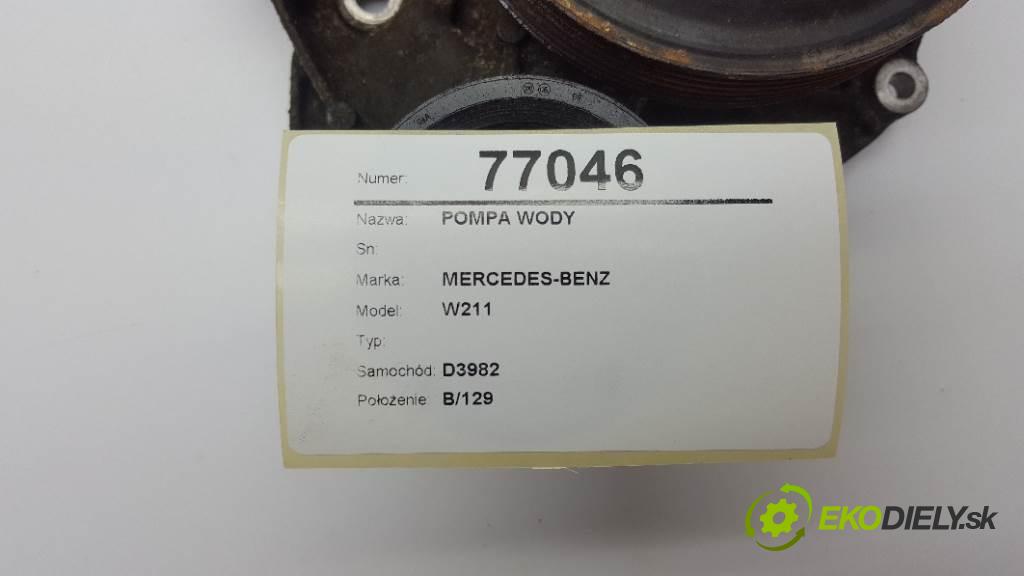 Numer: 77046
Nazwa: POMPA WODY
Sn:
Marka: MERCEDES-BENZ
Model: W211
Typ:
Samochód: D3982
Położenie: B/129
EKODIELY.sk